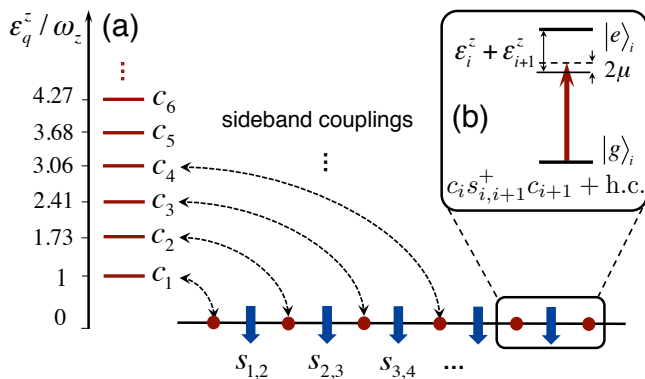 ε_q^z / ω_z
(a)
4.27
3.68
3.06
2.41
1.73
1
0
c_6
c_5
c_4
c_3
c_2
c_1
sideband couplings
s_{1,2}
s_{2,3}
s_{3,4}
...
(b)
ε_i^z + ε_{i+1}^z
|e⟩_i
2μ
|g⟩_i
c_i s_{i,i+1}^+ c_{i+1} + h.c.